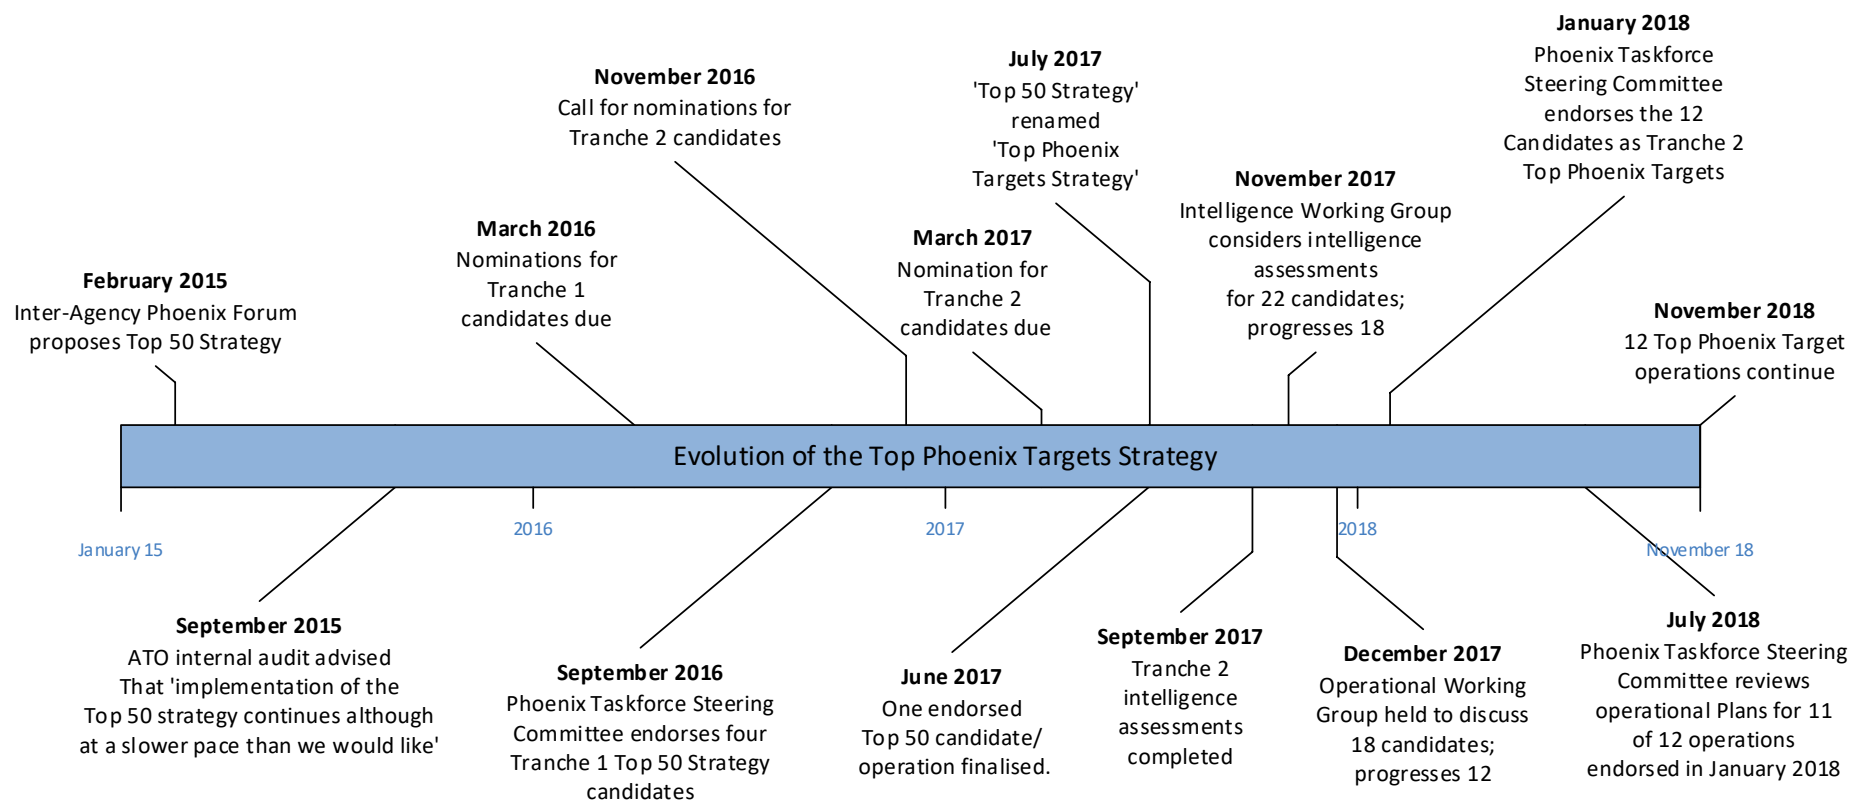 January 2018
Phoenix Taskforce
Steering Committee
endorses the 12
Candidates as Tranche 2
Top Phoenix Targets
July 2017
'Top 50 Strategy'
renamed
'Top Phoenix
Targets Strategy'
November 2016
Call for nominations for
Tranche 2 candidates
November 2017
Intelligence Working Group
considers intelligence
assessments
for 22 candidates;
progresses 18
March 2016
Nominations for
Tranche 1
candidates due
March 2017
Nomination for
Tranche 2
candidates due
February 2015
Inter-Agency Phoenix Forum
proposes Top 50 Strategy
November 2018
12 Top Phoenix Target
operations continue
Evolution of the Top Phoenix Targets Strategy
January 15
2016
2017
2018
November 18
September 2015
ATO internal audit advised
That 'implementation of the
Top 50 strategy continues although
at a slower pace than we would like'
September 2016
Phoenix Taskforce Steering
Committee endorses four
Tranche 1 Top 50 Strategy
candidates
June 2017
One endorsed
Top 50 candidate/
operation finalised.
September 2017
Tranche 2
intelligence
assessments
completed
December 2017
Operational Working
Group held to discuss
18 candidates;
progresses 12
July 2018
Phoenix Taskforce Steering
Committee reviews
operational Plans for 11
of 12 operations
endorsed in January 2018